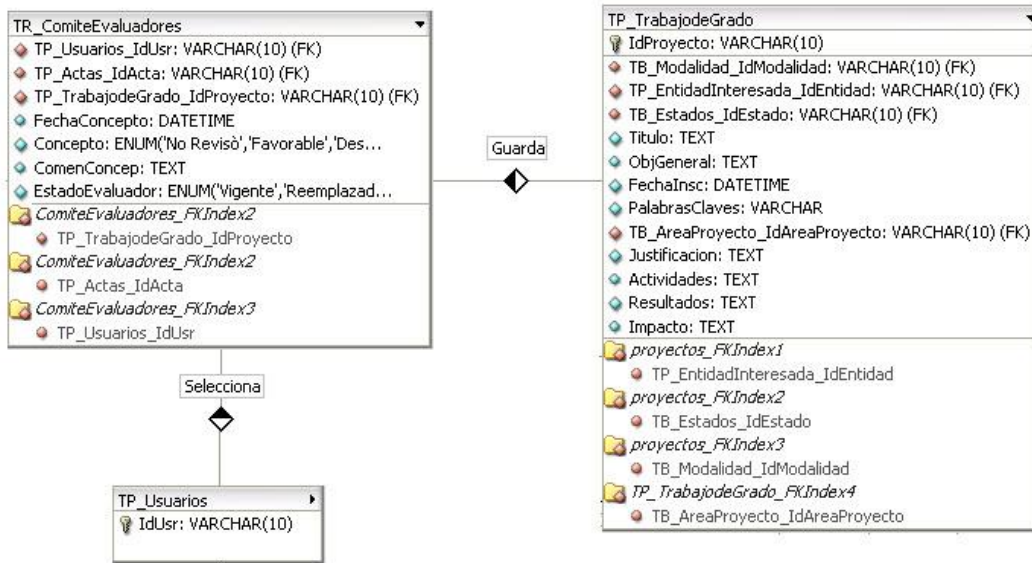 TR_ComiteEvaluadores
TP_Usuarios_IdUsr: VARCHAR(10) (FK)
TP_Actas_IdActa: VARCHAR(10) (FK)
TP_TrabajodeGrado_IdProyecto: VARCHAR(10) (FK)
FechaConcepto: DATETIME
Concepto: ENUM('No Revisò','Favorable','Des...
ComenConcep: TEXT
EstadoEvaluador: ENUM('Vigente','Reemplazad...
ComiteEvaluadores_FKIndex2
TP_TrabajodeGrado_IdProyecto
ComiteEvaluadores_FKIndex2
TP_Actas_IdActa
ComiteEvaluadores_FKIndex3
TP_Usuarios_IdUsr
Guarda
Selecciona
TP_Usuarios
IdUsr: VARCHAR(10)
TP_TrabajodeGrado
IdProyecto: VARCHAR(10)
TB_Modalidad_IdModalidad: VARCHAR(10) (FK)
TP_EntidadInteresada_IdEntidad: VARCHAR(10) (FK)
TB_Estados_IdEstado: VARCHAR(10) (FK)
Titulo: TEXT
ObjGeneral: TEXT
FechaInsc: DATETIME
PalabrasClaves: VARCHAR
TB_AreaProyecto_IdAreaProyecto: VARCHAR(10) (FK)
Justificacion: TEXT
Actividades: TEXT
Resultados: TEXT
Impacto: TEXT
proyectos_FKIndex1
TP_EntidadInteresada_IdEntidad
proyectos_FKIndex2
TB_Estados_IdEstado
proyectos_FKIndex3
TB_Modalidad_IdModalidad
TP_TrabajodeGrado_FKIndex4
TB_AreaProyecto_IdAreaProyecto